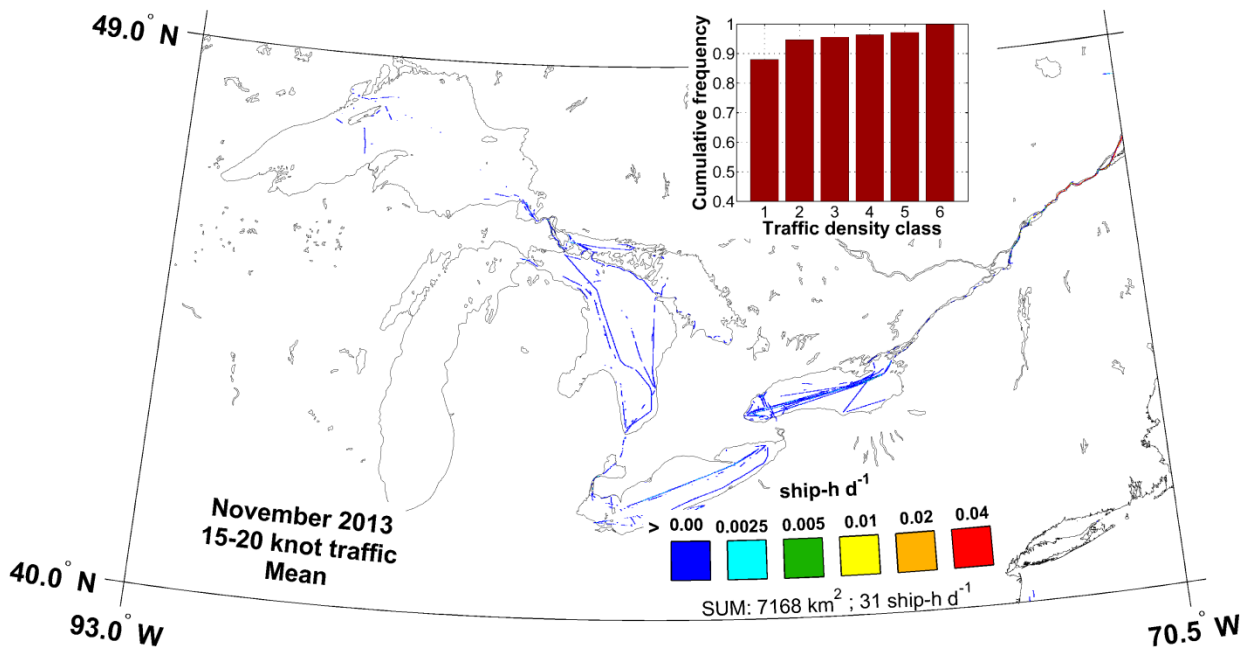 49.0° N
Cumulative frequency
1
0.9
0.8
0.7
0.6
0.5
0.4
1 2 3 4 5 6
Traffic density class
November 2013
15-20 knot traffic
Mean
ship-h d⁻¹
> 0.00 0.0025 0.005 0.01 0.02 0.04
SUM: 7168 km² ; 31 ship-h d⁻¹
40.0° N
93.0° W
70.5° W